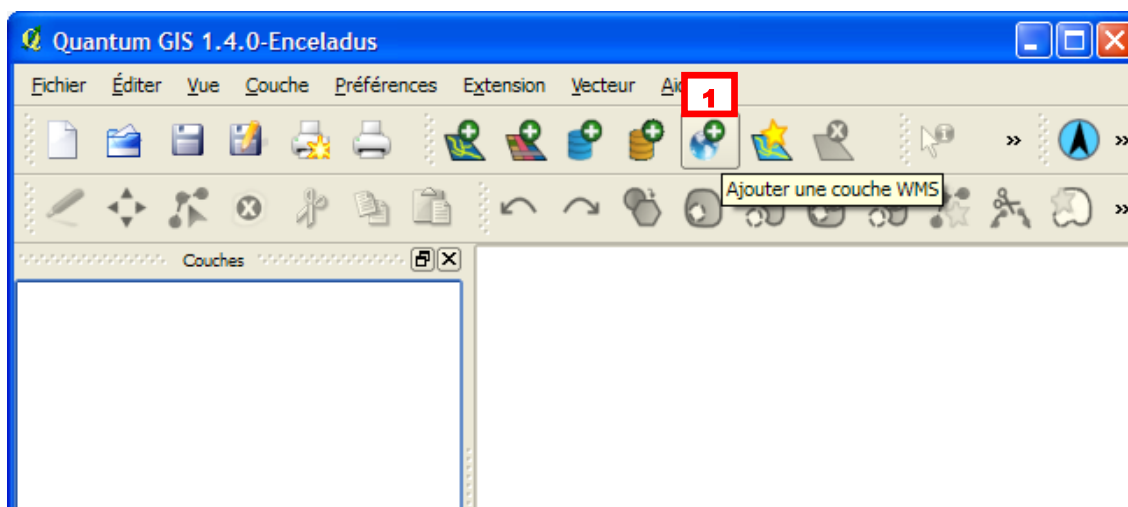 Quantum GIS 1.4.0-Enceladus
Fichier Éditer Vue Couche Préférences Extension Vecteur
1
» »
Ajouter une couche WMS
»
Couches